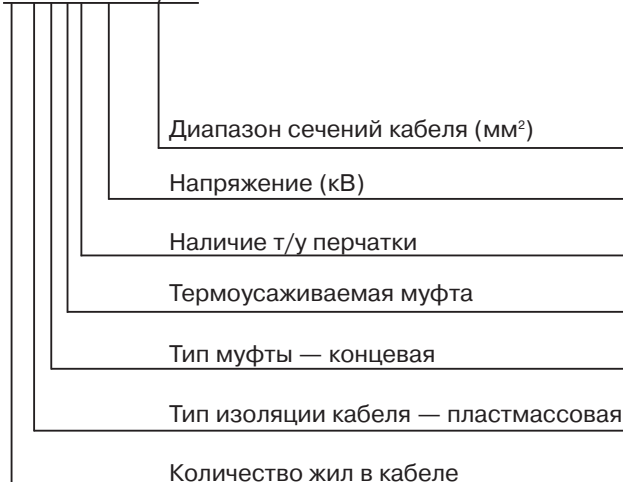 Диапазон сечений кабеля (мм²)
Напряжение (кВ)
Наличие т/у перчатки
Термоусаживаемая муфта
Тип муфты — концевая
Тип изоляции кабеля — пластмассовая
Количество жил в кабеле